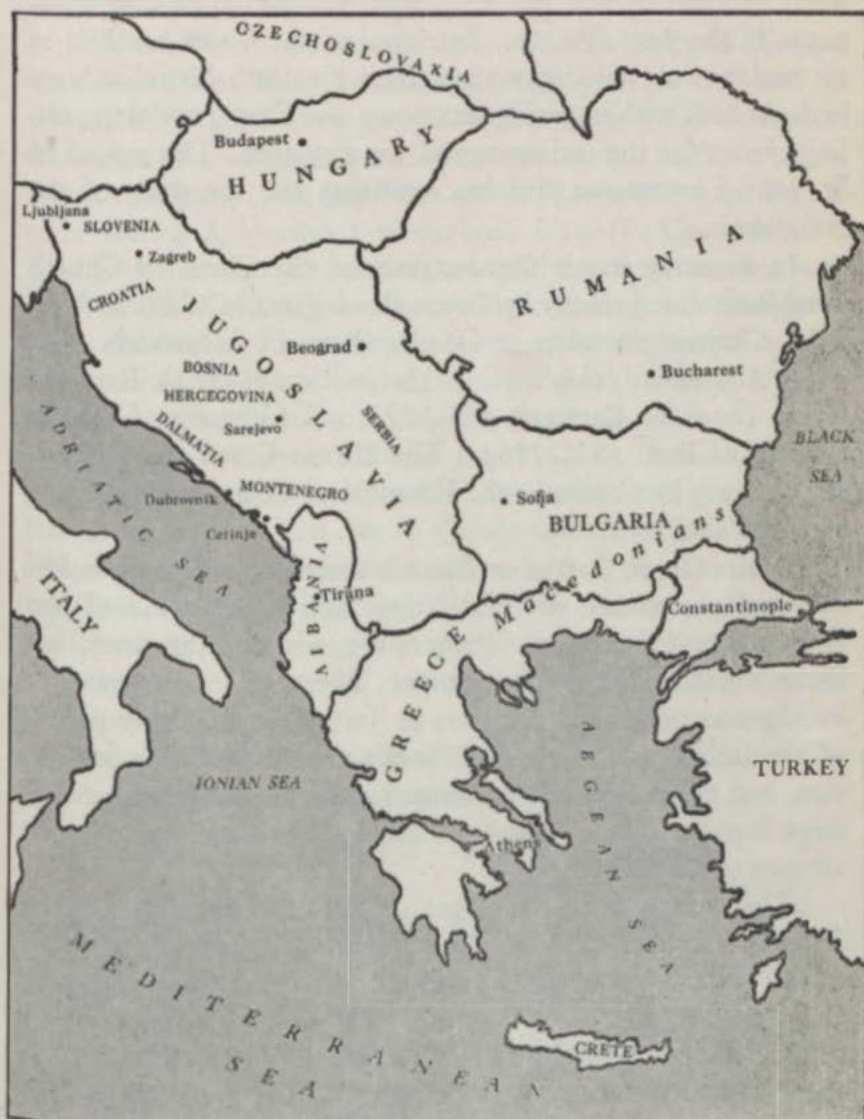 CZECHOSLOVAKIA
Budapest
HUNGARY
Ljubljana
SLOVENIA
Zagreb
CROATIA
RUMANIA
YUGOSLAVIA
Beograd
BOSNIA
HERCEGOVINA
Sarejevo
SERBIA
Bucharest
DALMATIA
ADRIATIC SEA
BLACK
SEA
Dubrovnik
MONTENEGRO
Cetinje
Sofja
BULGARIA
Macedonians
ITALY
ALBANIA
Tirana
Constantinople
GREECE
IONIAN SEA
AEGEAN SEA
TURKEY
Athens
MEDITERRANEAN
SEA
CRETE